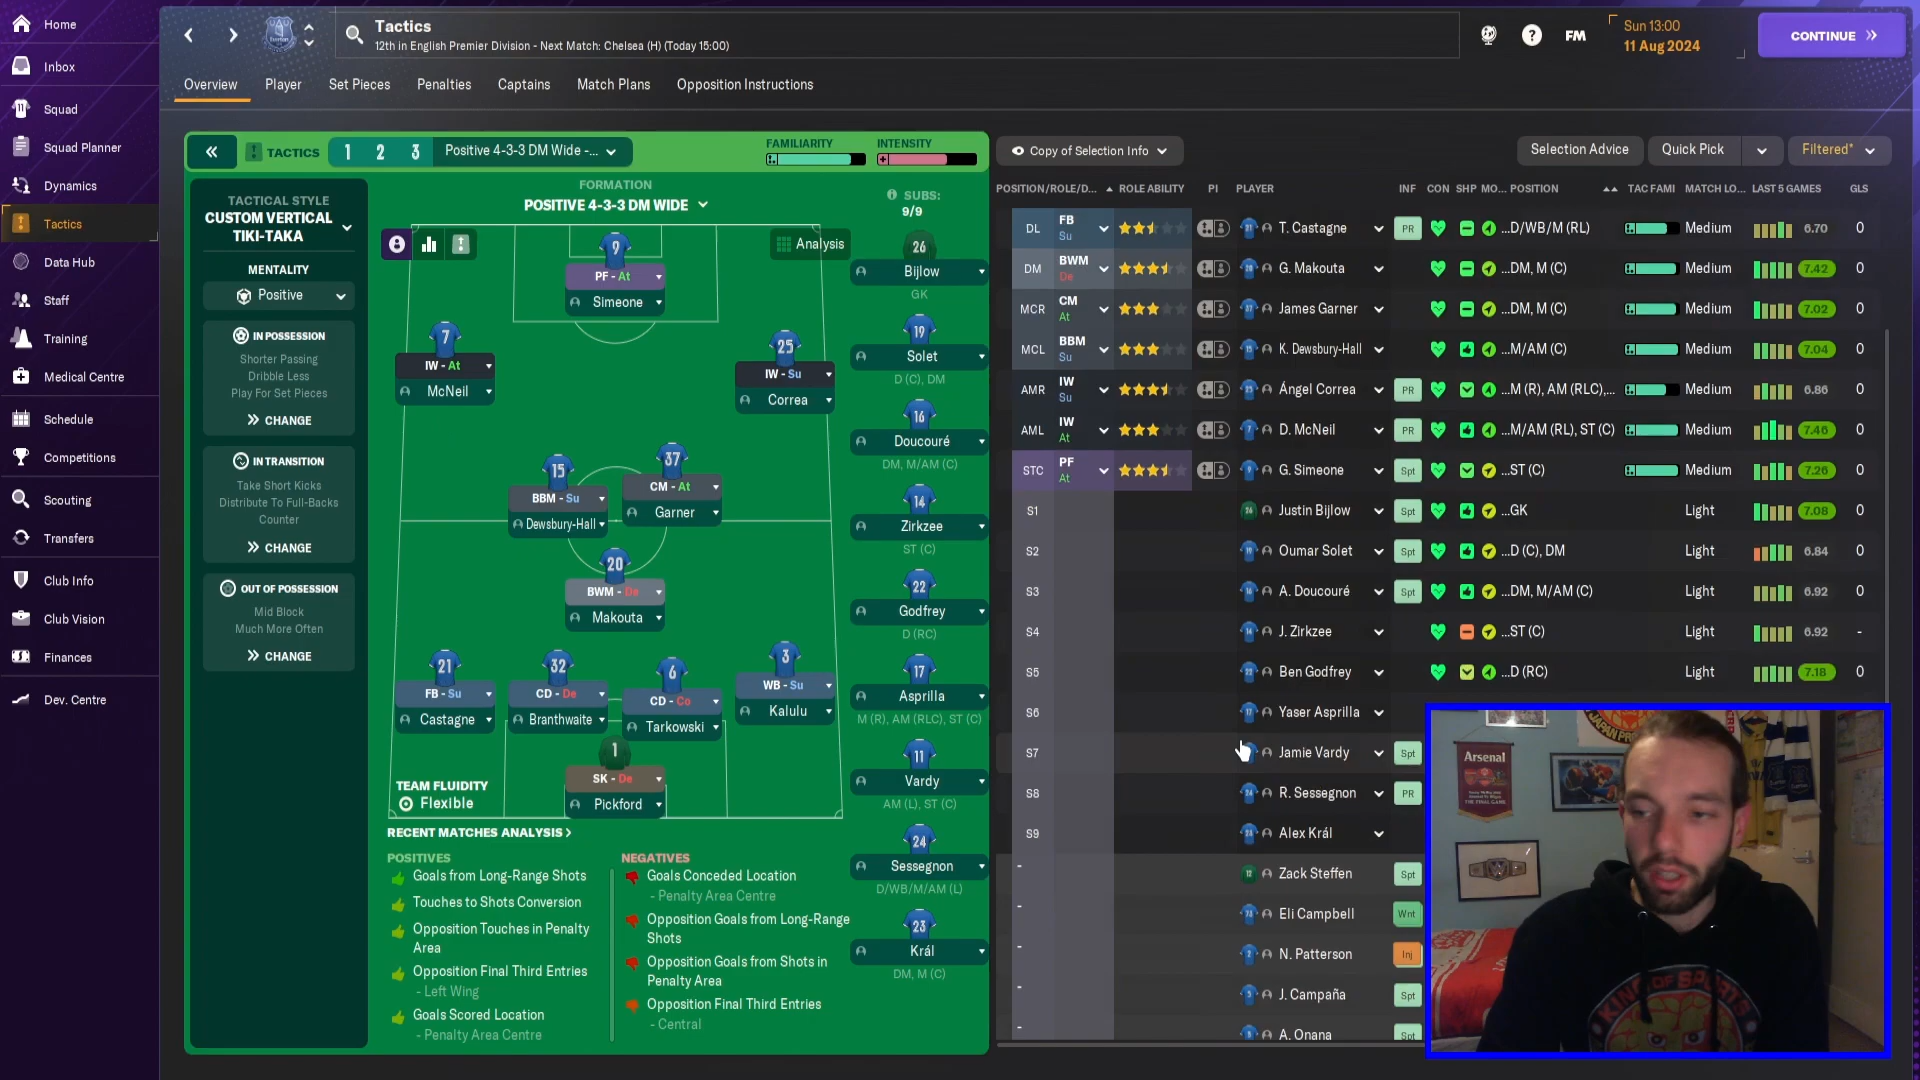 Home
Inbox
Squad
Squad Planner
Dynamics
Tactics
Data Hub
Staff
Training
Medical Centre
Schedule
Competitions
Scouting
Transfers
Club Info
Club Vision
Finances
Dev. Centre
Tactics
12th in English Premier Division - Next Match: Chelsea (H) (Today 15:00)
FM
Sun 13:00
11 Aug 2024
CONTINUE
Overview Player Set Pieces Penalties Captains Match Plans Opposition Instructions
TACTICS 1 2 3 Positive 4-3-3 DM Wide -...
FAMILIARITY
INTENSITY
TACTICAL STYLE
CUSTOM VERTICAL
TIKI-TAKA
MENTALITY
Positive
IN POSSESSION
Shorter Passing
Dribble Less
Play For Set Pieces
CHANGE
IN TRANSITION
Take Short Kicks
Distribute To Full-Backs
Counter
CHANGE
OUT OF POSSESSION
Mid Block
Much More Often
CHANGE
FORMATION
POSITIVE 4-3-3 DM WIDE
Analysis
9
PF - At
Simeone
7
IW - At
McNeil
25
IW - Su
Correa
15
BBM - Su
Dewsbury-Hall
37
CM - At
Garner
20
BWM - De
Makouta
21
FB - Su
Castagne
32
CD - De
Branthwaite
6
CD - Co
Tarkowski
3
WB - Su
Kalulu
1
SK - De
Pickford
TEAM FLUIDITY
Flexible
SUBS:
9/9
26
Bijlow
GK
19
Solet
D (C), DM
16
Doucouré
DM, M/AM (C)
14
Zirkzee
ST (C)
22
Godfrey
D (RC)
17
Asprilla
M (R), AM (RLC), ST (C)
11
Vardy
AM (L), ST (C)
24
Sessegnon
D/WB/M/AM (L)
23
Král
DM, M (C)
RECENT MATCHES ANALYSIS >
POSITIVES
Goals from Long-Range Shots
Touches to Shots Conversion
Opposition Touches in Penalty
Area
Opposition Final Third Entries
- Left Wing
Goals Scored Location
- Penalty Area Centre
NEGATIVES
Goals Conceded Location
- Penalty Area Centre
Opposition Goals from Long-Range
Shots
Opposition Goals from Shots in
Penalty Area
Opposition Final Third Entries
- Central
Copy of Selection Info
Selection Advice
Quick Pick
Filtered*
POSITION/ROLE/D... ROLE ABILITY PI PLAYER INF CON SHP MO... POSITION TAC FAMI MATCH LO... LAST 5 GAMES GLS
DL FB Su T. Castagne PR ...D/WB/M (RL) Medium 6.70 0
DM BWM De G. Makouta ...DM, M (C) Medium 7.42 0
MCR CM At James Garner ...DM, M (C) Medium 7.02 0
MCL BBM Su K. Dewsbury-Hall ...M/AM (C) Medium 7.04 0
AMR IW Su Ángel Correa PR ...M (R), AM (RLC),... Medium 6.86 0
AML IW At D. McNeil PR ...M/AM (RL), ST (C) Medium 7.46 0
STC PF At G. Simeone Spt ...ST (C) Medium 7.26 0
S1 Justin Bijlow Spt ...GK Light 7.08 0
S2 Oumar Solet Spt ...D (C), DM Light 6.84 0
S3 A. Doucouré Spt ...DM, M/AM (C) Light 6.92 0
S4 J. Zirkzee ...ST (C) Light 6.92 -
S5 Ben Godfrey ...D (RC) Light 7.18 0
S6 Yaser Asprilla
S7 Jamie Vardy Spt
S8 R. Sessegnon PR
S9 Alex Král
- Zack Steffen Spt
- Eli Campbell Wnt
- N. Patterson Inj
- J. Campaña Spt
- A. Onana Spt
Arsenal
THE FINAL GAME
JAPAN PRO
KING OF SPORTS